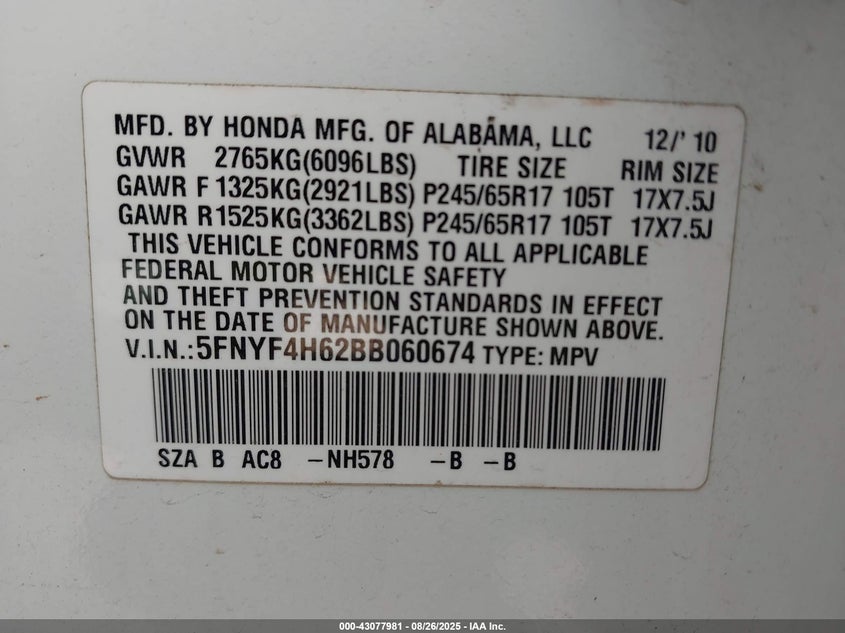 MFD. BY HONDA MFG. OF ALABAMA, LLC 12/' 10
GVWR 2765KG(6096LBS) TIRE SIZE RIM SIZE
GAWR F 1325KG(2921LBS) P245/65R17 105T 17X7.5J
GAWR R 1525KG(3362LBS) P245/65R17 105T 17X7.5J
THIS VEHICLE CONFORMS TO ALL APPLICABLE
FEDERAL MOTOR VEHICLE SAFETY
AND THEFT PREVENTION STANDARDS IN EFFECT
ON THE DATE OF MANUFACTURE SHOWN ABOVE.
V.I.N.:5FNYF4H62BB060674 TYPE: MPV
SZA B AC8 -NH578 -B -B
000-43077981 - 08/26/2025 - IAA Inc.